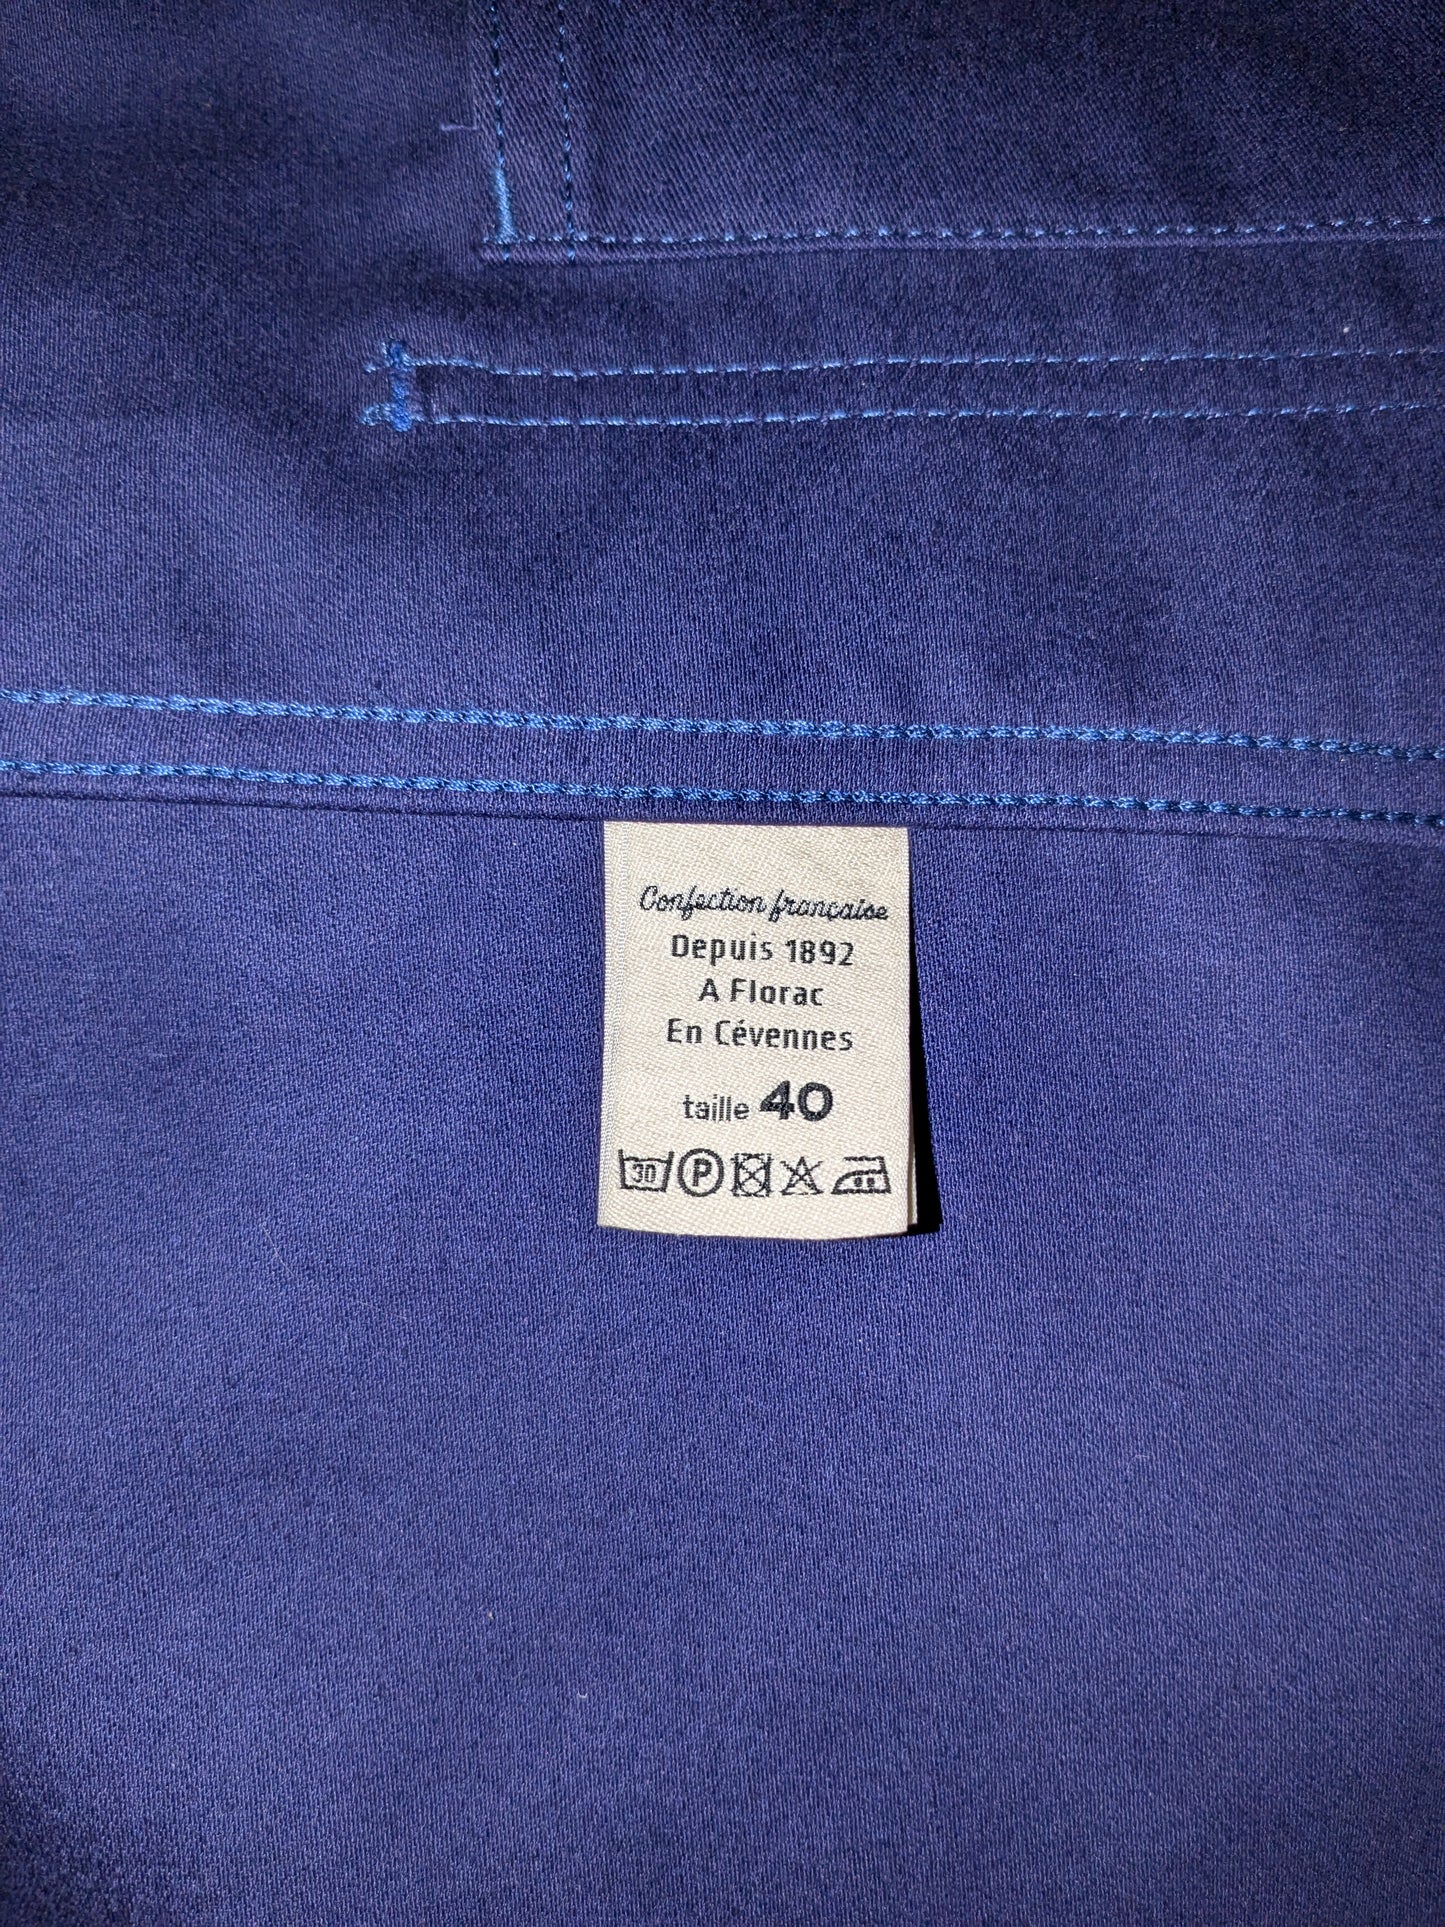 Confection française
Depuis 1892
A Florac
En Cévennes
taille 40
30 P